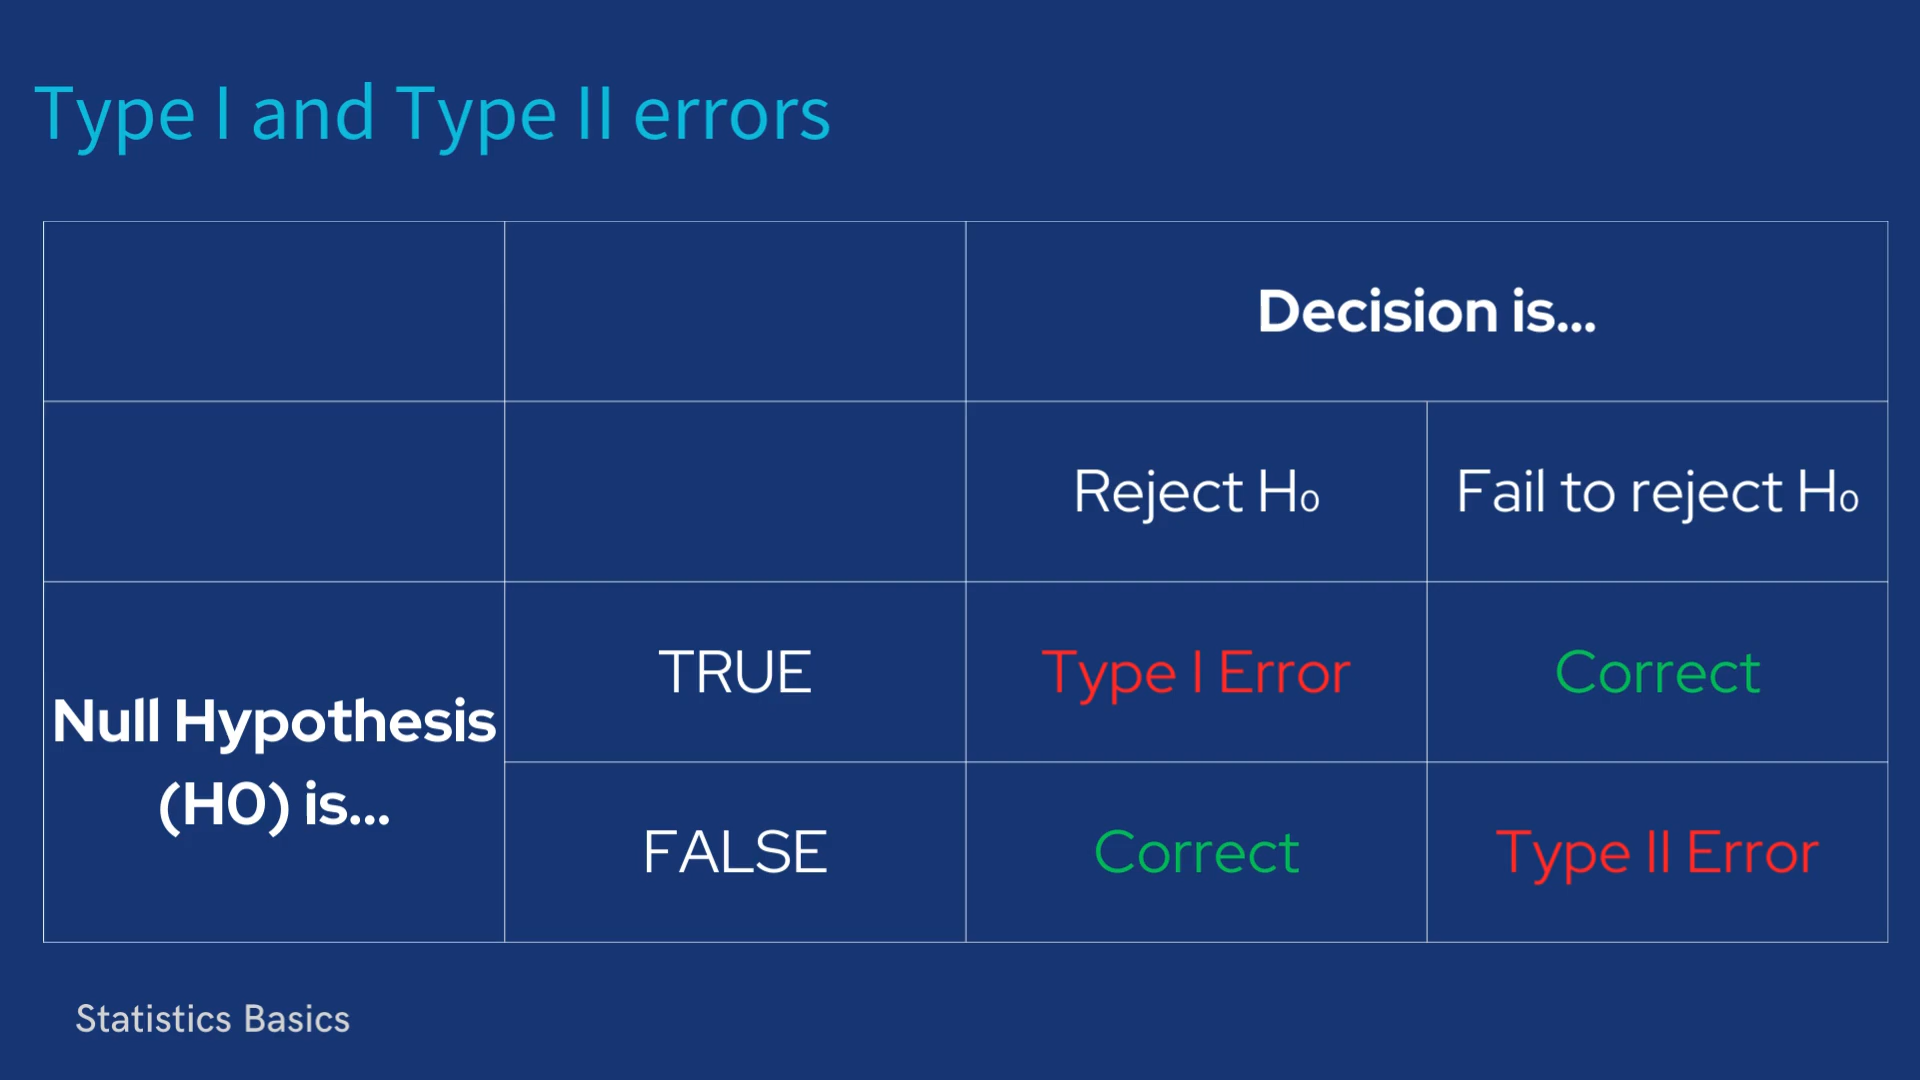 Type I and Type II errors
Decision is...
Reject H₀
Fail to reject H₀
Null Hypothesis
(H0) is...
TRUE
Type I Error
Correct
FALSE
Correct
Type II Error
Statistics Basics